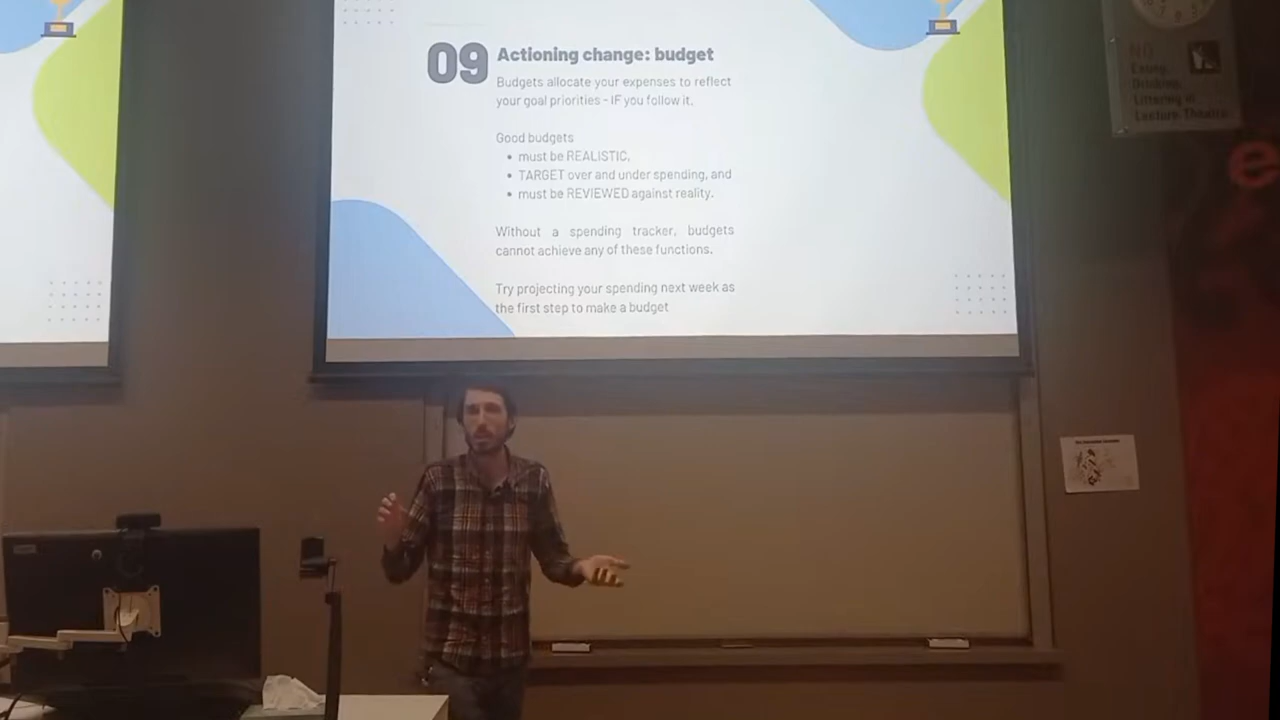 09
Actioning change: budget
Budgets allocate your expenses to reflect
your goal priorities - IF you follow it.
Good budgets
• must be REALISTIC,
• TARGET over and under spending, and
• must be REVIEWED against reality.
Without a spending tracker, budgets
cannot achieve any of these functions.
Try projecting your spending next week as
the first step to make a budget
NO
Eating,
Drinking,
Littering in
Lecture Theatre
e